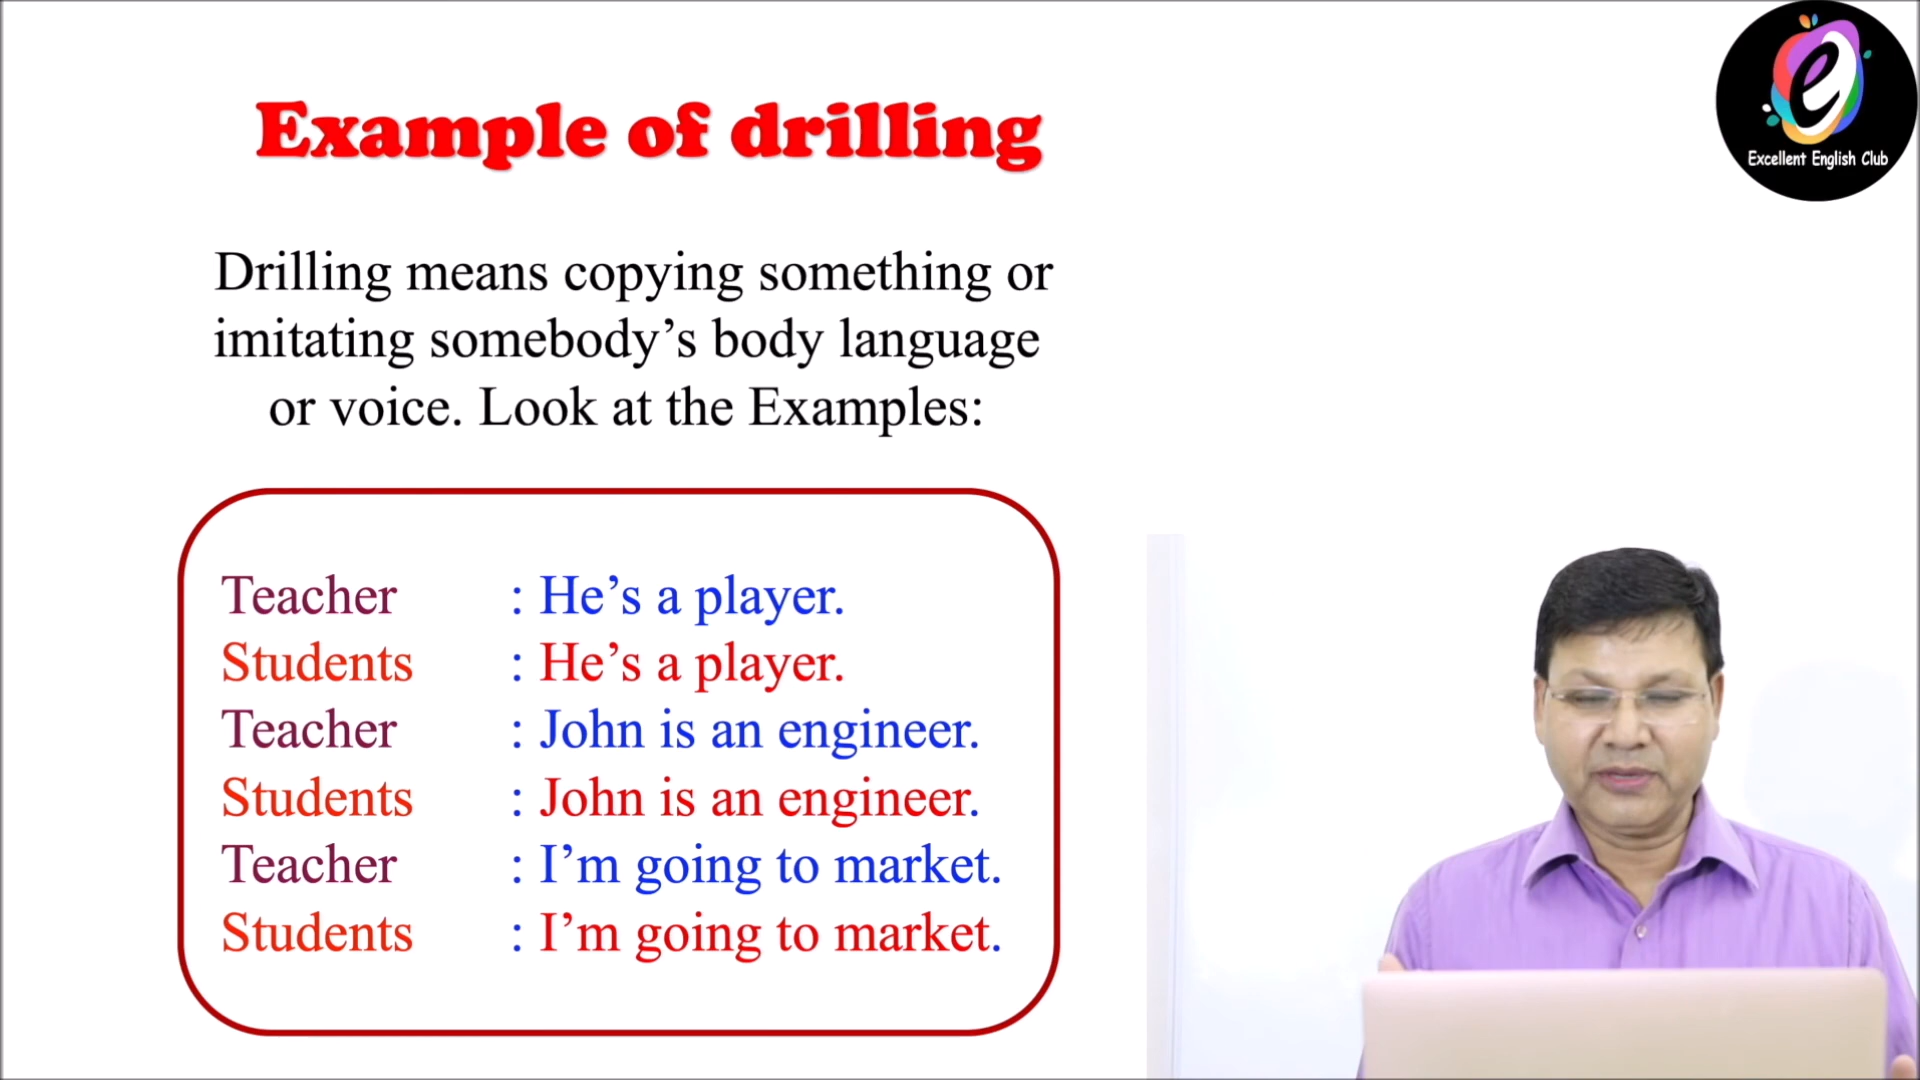 Excellent English Club
Example of drilling
Drilling means copying something or
imitating somebody’s body language
or voice. Look at the Examples:
Teacher : He’s a player.
Students : He’s a player.
Teacher : John is an engineer.
Students : John is an engineer.
Teacher : I’m going to market.
Students : I’m going to market.